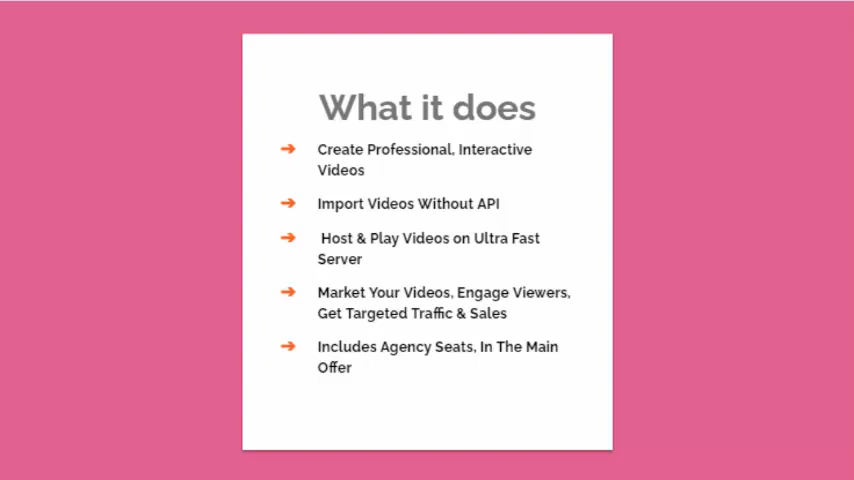 What it does
➔ Create Professional, Interactive
Videos
➔ Import Videos Without API
➔ Host & Play Videos on Ultra Fast
Server
➔ Market Your Videos, Engage Viewers,
Get Targeted Traffic & Sales
➔ Includes Agency Seats, In The Main
Offer